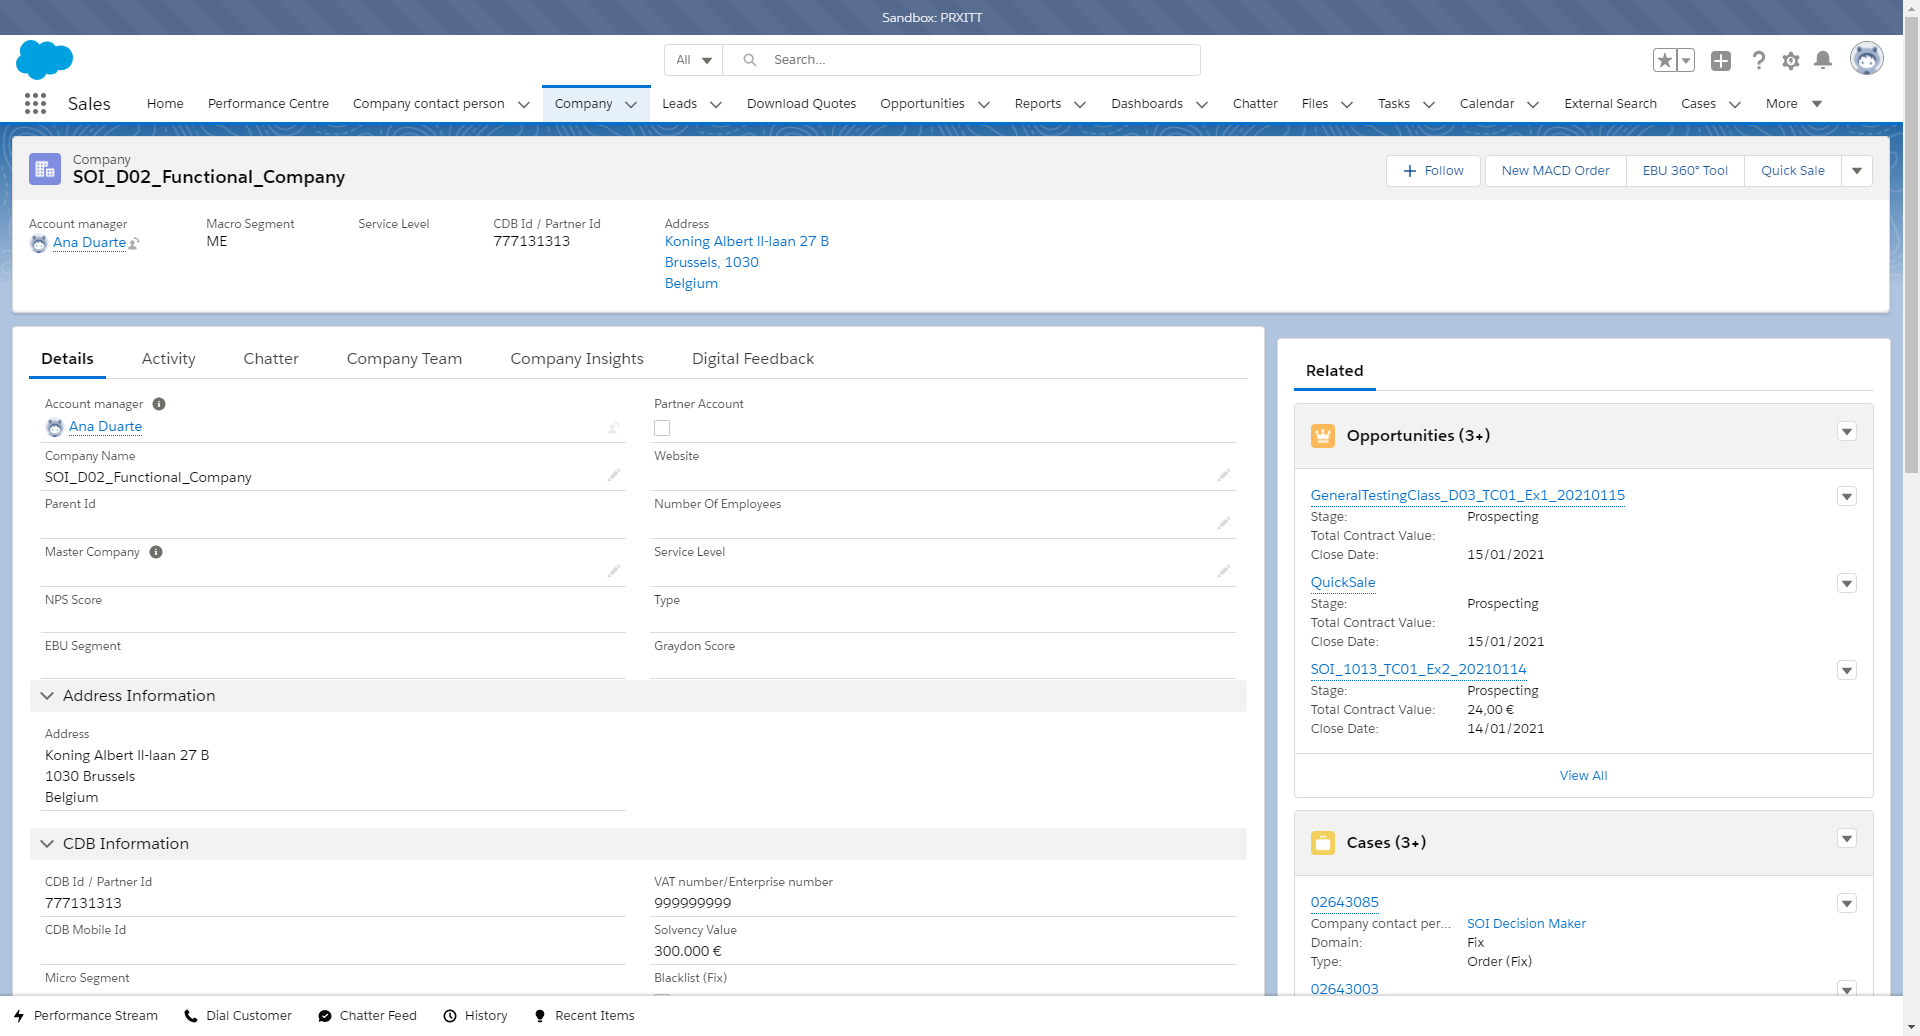 Sandbox: PRXITT
All
Search...
Sales
Home
Performance Centre
Company contact person
Company
Leads
Download Quotes
Opportunities
Reports
Dashboards
Chatter
Files
Tasks
Calendar
External Search
Cases
More
Company
SOI_D02_Functional_Company
Follow
New MACD Order
EBU 360° Tool
Quick Sale
Account manager
Ana Duarte
Macro Segment
ME
Service Level
CDB Id / Partner Id
777131313
Address
Koning Albert II-laan 27 B
Brussels, 1030
Belgium
Details
Activity
Chatter
Company Team
Company Insights
Digital Feedback
Account manager
Ana Duarte
Partner Account
Company Name
SOI_D02_Functional_Company
Website
Parent Id
Number Of Employees
Master Company
Service Level
NPS Score
Type
EBU Segment
Graydon Score
Address Information
Address
Koning Albert II-laan 27 B
1030 Brussels
Belgium
CDB Information
CDB Id / Partner Id
777131313
VAT number/Enterprise number
999999999
CDB Mobile Id
Solvency Value
300.000 €
Micro Segment
Blacklist (Fix)
Related
Opportunities (3+)
GeneralTestingClass_D03_TC01_Ex1_20210115
Stage: Prospecting
Total Contract Value:
Close Date: 15/01/2021
QuickSale
Stage: Prospecting
Total Contract Value:
Close Date: 15/01/2021
SOI_1013_TC01_Ex2_20210114
Stage: Prospecting
Total Contract Value: 24,00 €
Close Date: 14/01/2021
View All
Cases (3+)
02643085
Company contact per... SOI Decision Maker
Domain: Fix
Type: Order (Fix)
02643003
Performance Stream
Dial Customer
Chatter Feed
History
Recent Items